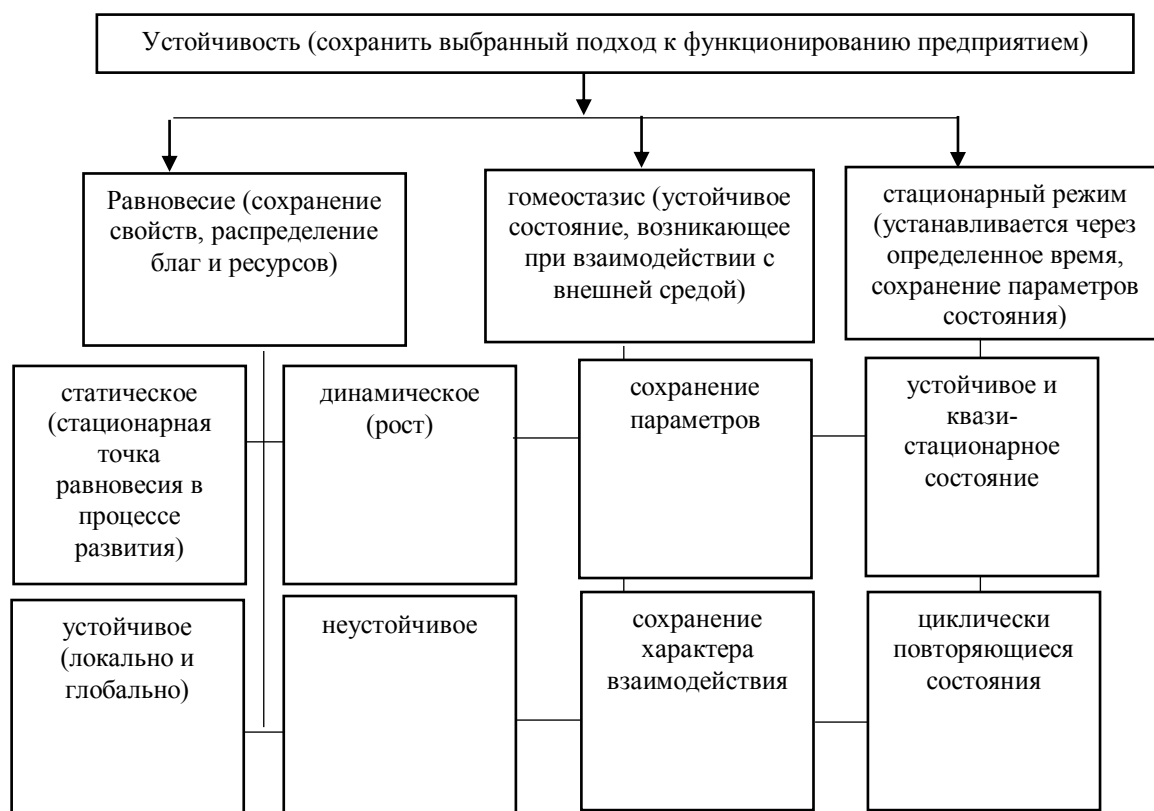 Устойчивость (сохранить выбранный подход к функционированию предприятием)
Равновесие (сохранение
свойств, распределение
благ и ресурсов)
гомеостазис (устойчивое
состояние, возникающее
при взаимодействии с
внешней средой)
стационарный режим
(устанавливается через
определенное время,
сохранение параметров
состояния)
статическое
(стационарная
точка
равновесия в
процессе
развития)
динамическое
(рост)
сохранение
параметров
устойчивое и
квази-
стационарное
состояние
устойчивое
(локально и
глобально)
неустойчивое
сохранение
характера
взаимодействия
циклически
повторяющиеся
состояния